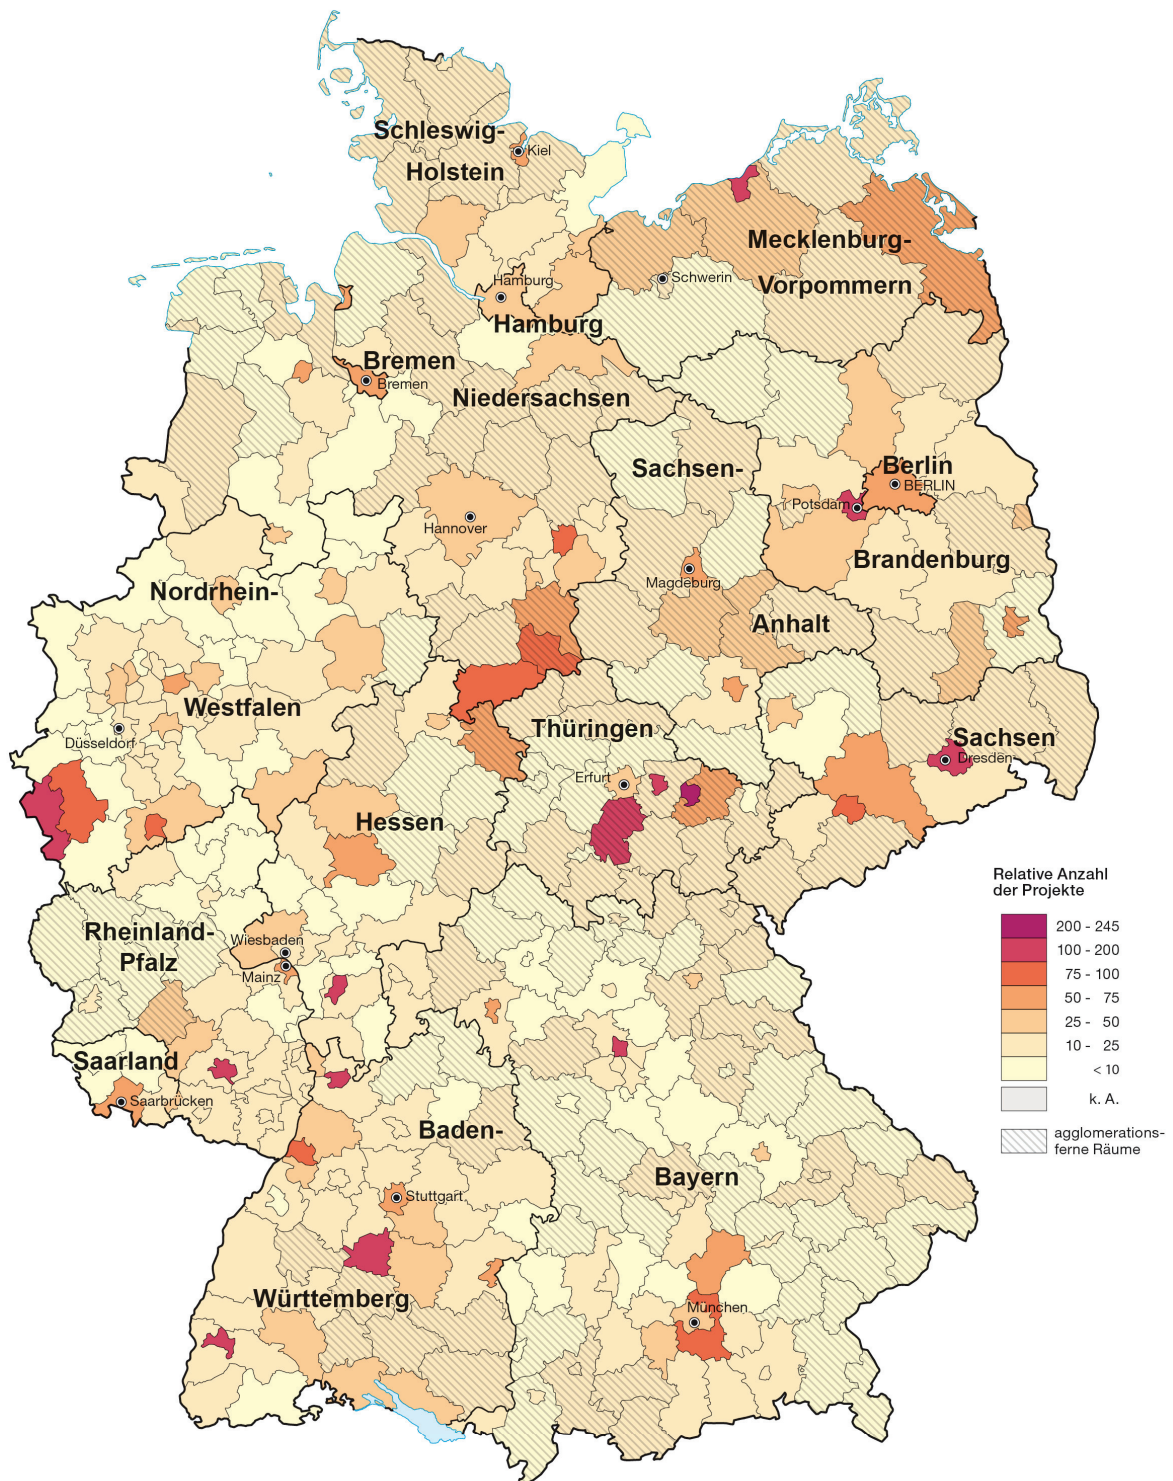 Schleswig-
Kiel
Holstein
Mecklenburg-
Schwerin
Hamburg
Vorpommern
Hamburg
Bremen
Bremen
Niedersachsen
Berlin
Sachsen-
BERLIN
Potsdam
Hannover
Brandenburg
Magdeburg
Nordrhein-
Anhalt
Westfalen
Thüringen
Düsseldorf
Sachsen
Dresden
Erfurt
Hessen
Relative Anzahl
der Projekte
200 - 245
100 - 200
75 - 100
50 - 75
25 - 50
10 - 25
< 10
k. A.
agglomerations-
ferne Räume
Rheinland-
Pfalz
Wiesbaden
Mainz
Saarland
Saarbrücken
Baden-
Bayern
Stuttgart
Württemberg
München